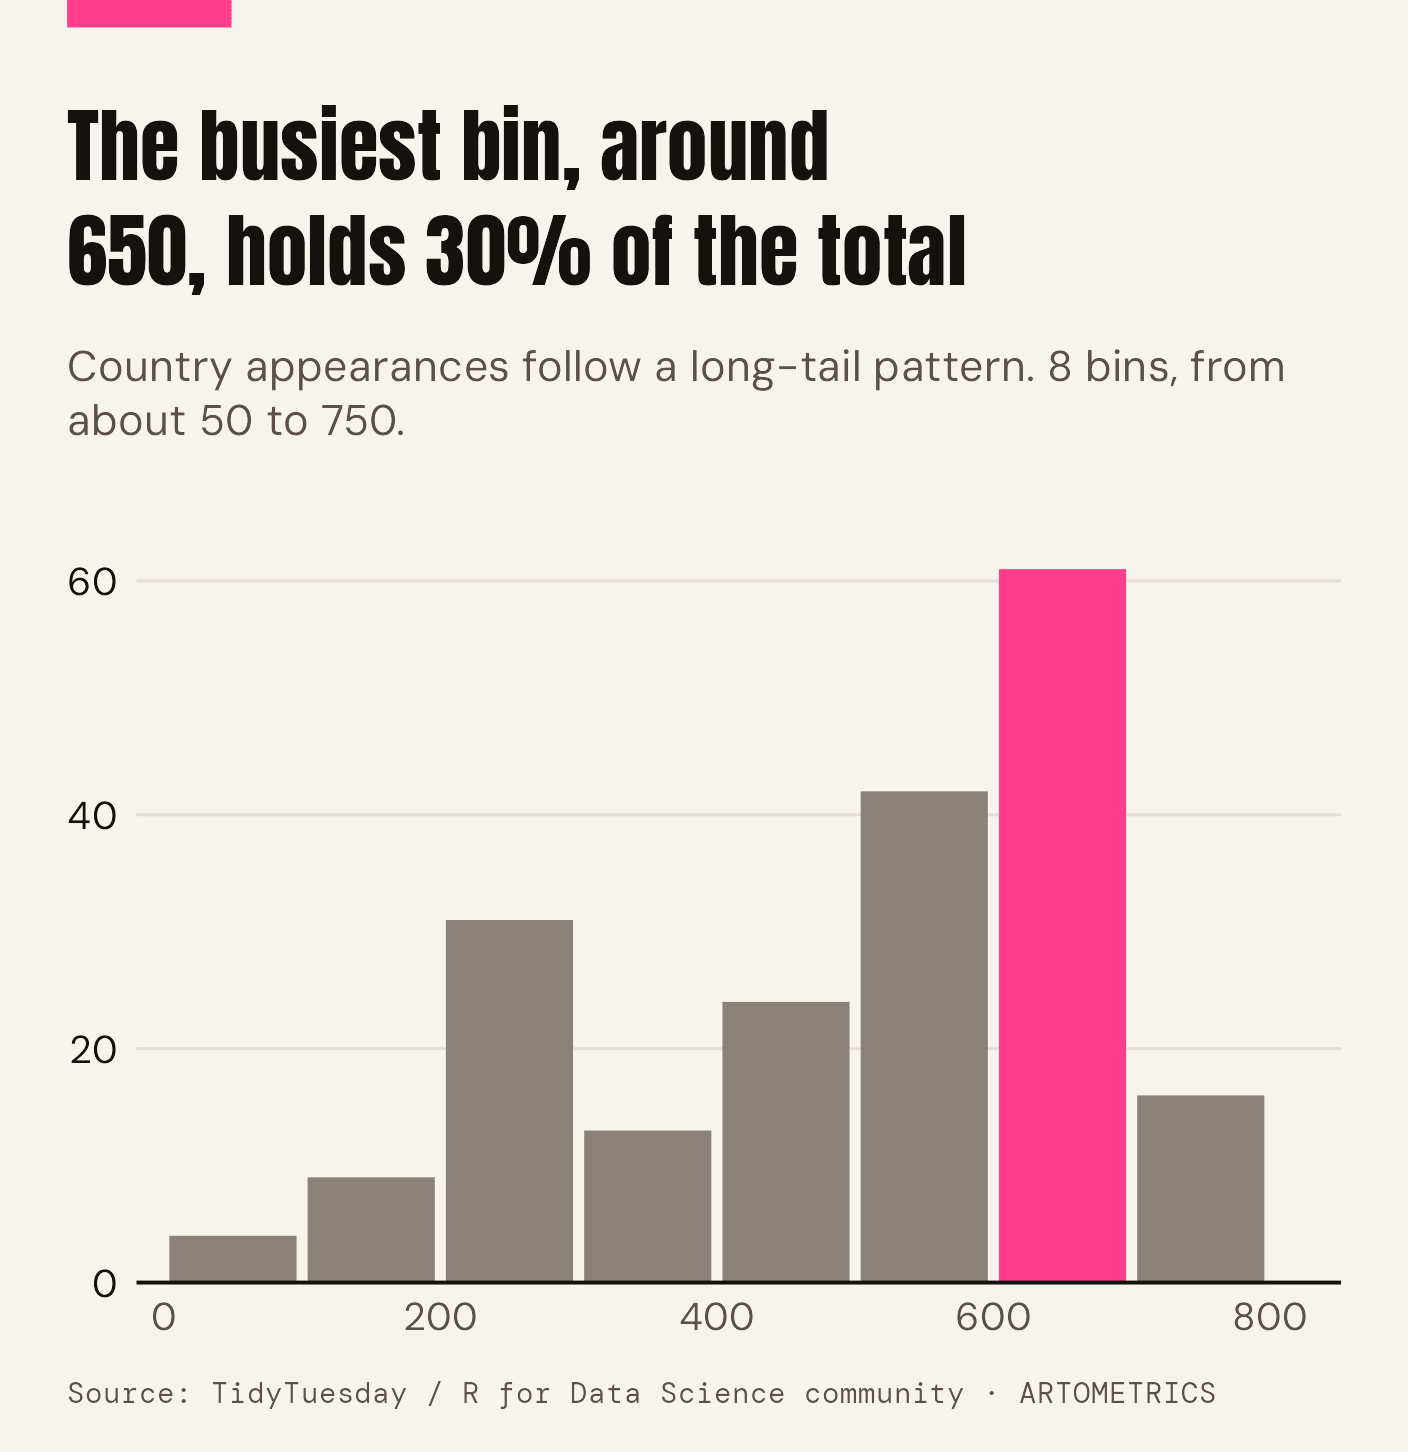 The busiest bin, around
650, holds 30% of the total
Country appearances follow a long-tail pattern. 8 bins, from
about 50 to 750.
60
40
20
0
0 200 400 600 800
Source: TidyTuesday / R for Data Science community · ARTOMETRICS